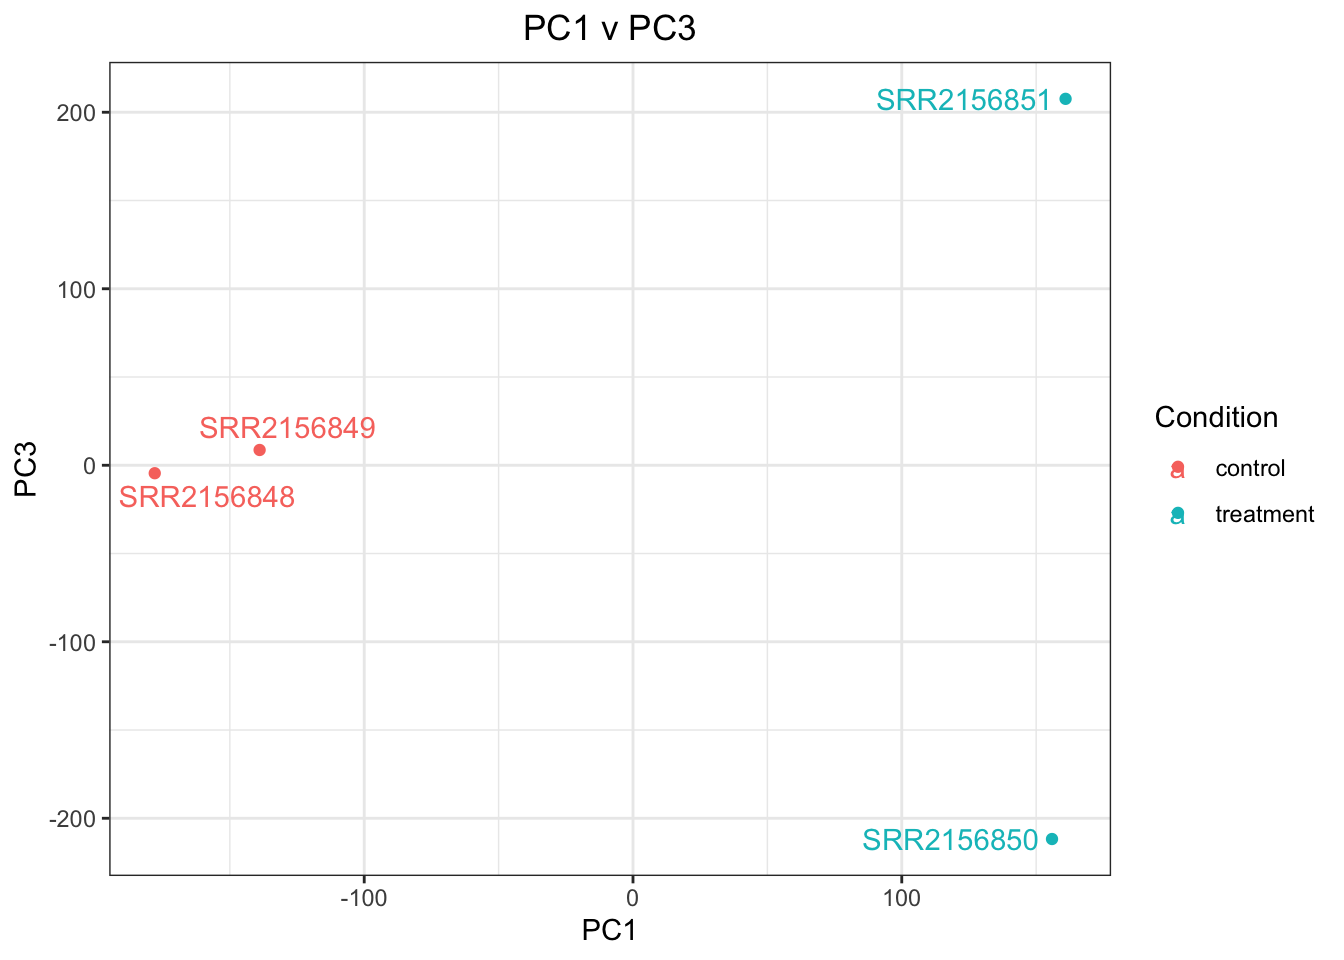 PC1 v PC3
SRR2156851
200
100
SRR2156849
0
SRR2156848
-100
-200
SRR2156850
-100 0 100
PC1
PC3
Condition
a control
a treatment